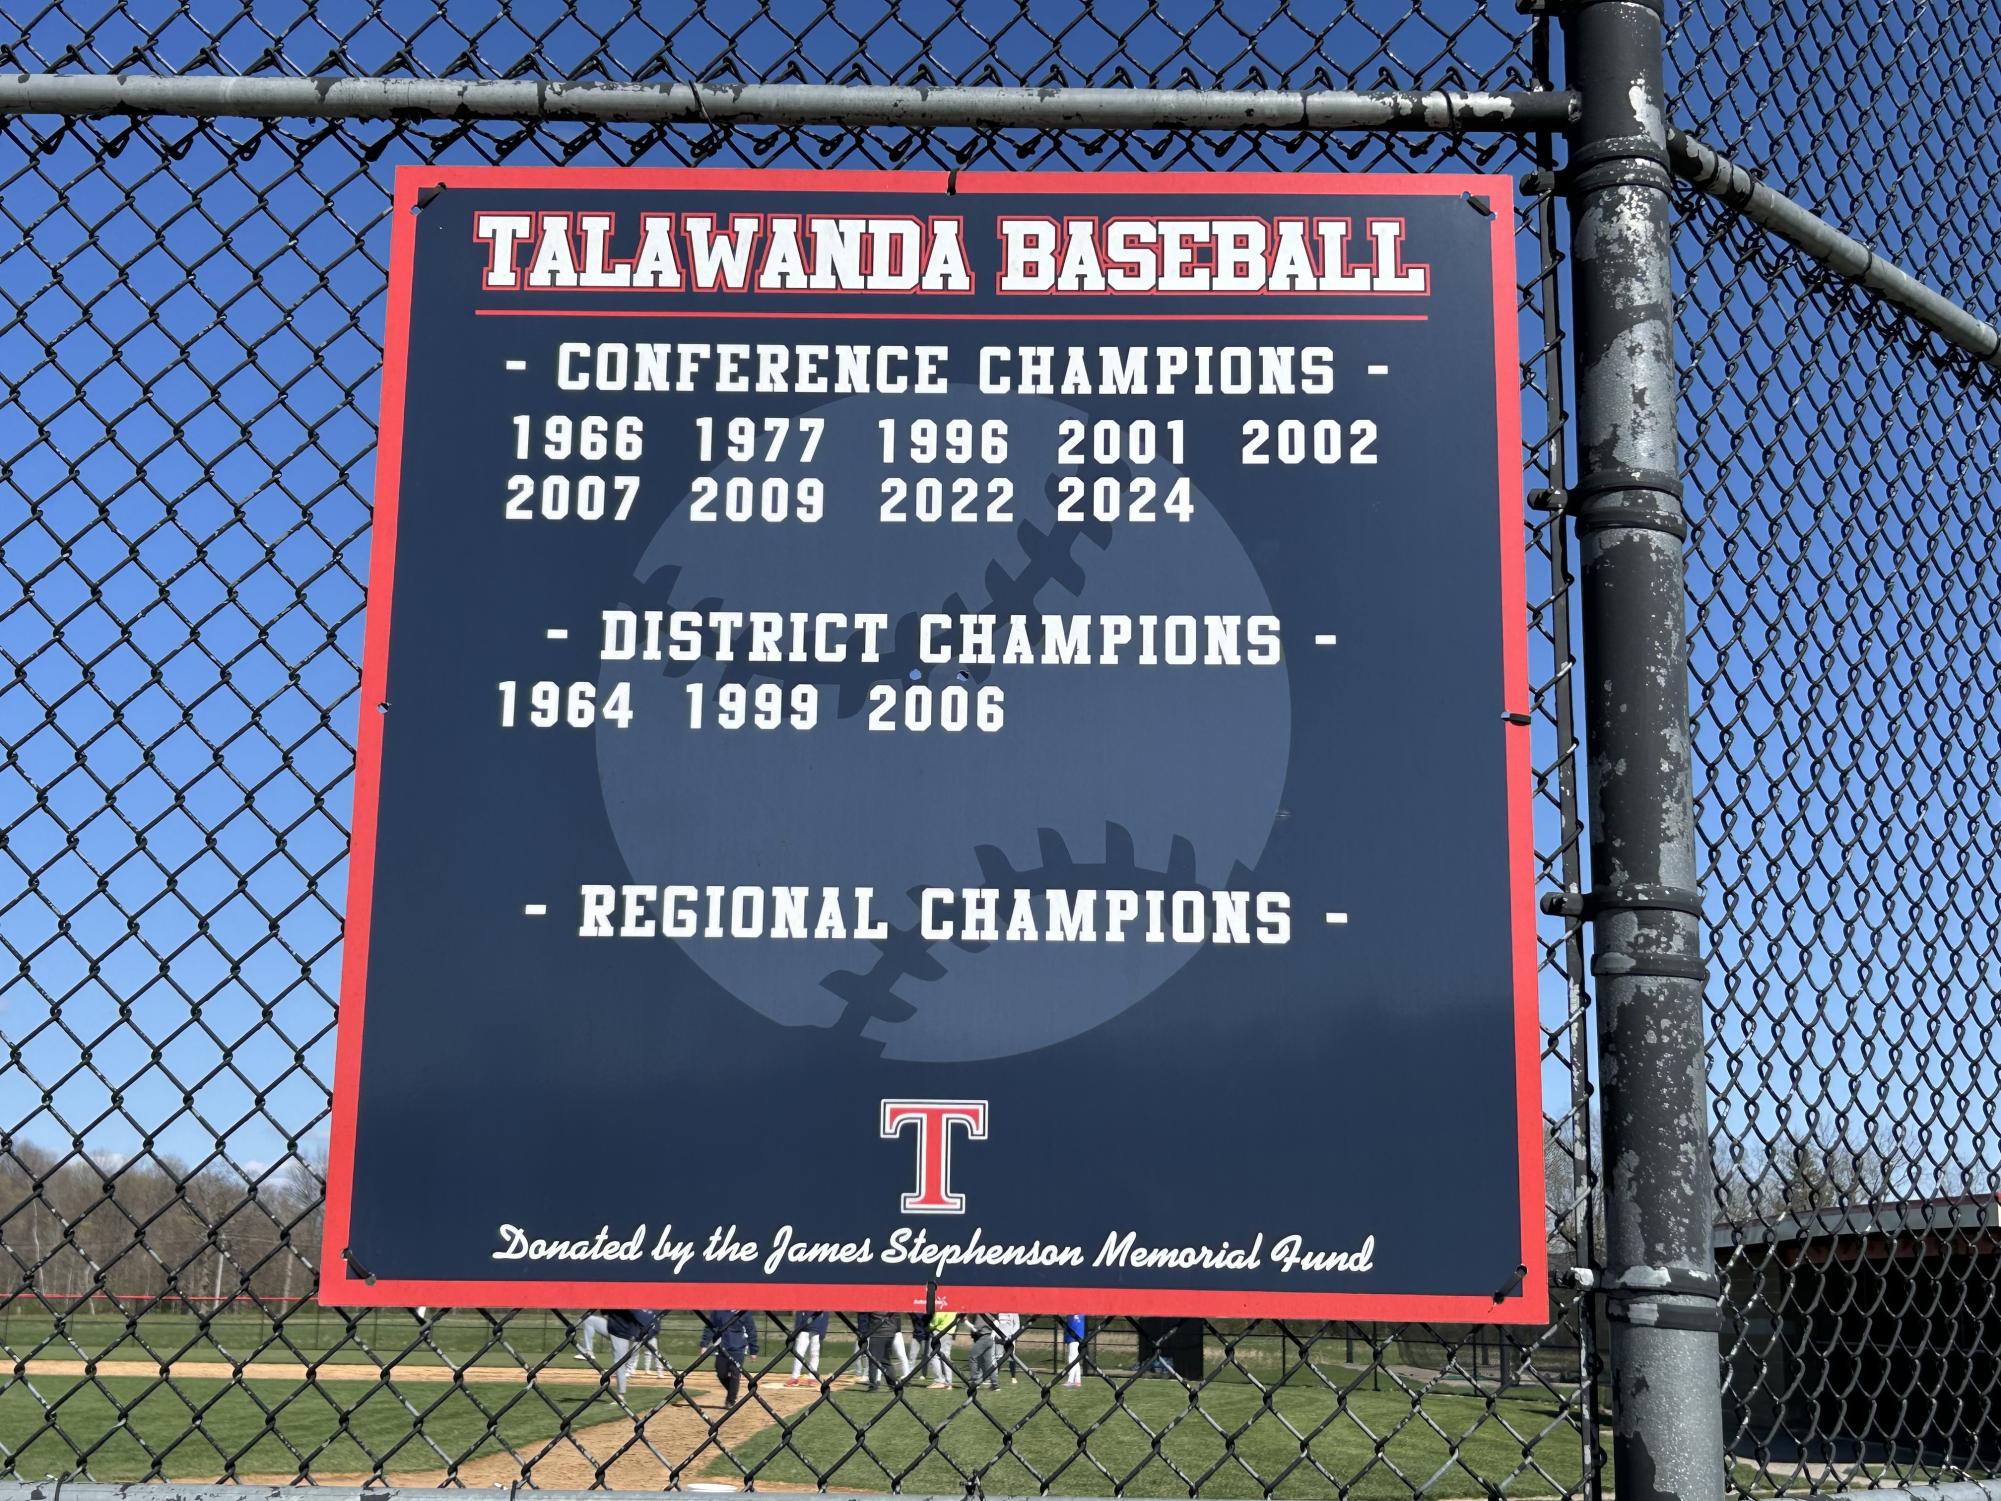 TALAWANDA BASEBALL
- CONFERENCE CHAMPIONS -
1966 1977 1996 2001 2002
2007 2009 2022 2024
- DISTRICT CHAMPIONS -
1964 1999 2006
- REGIONAL CHAMPIONS -
T
Donated by the James Stephenson Memorial Fund